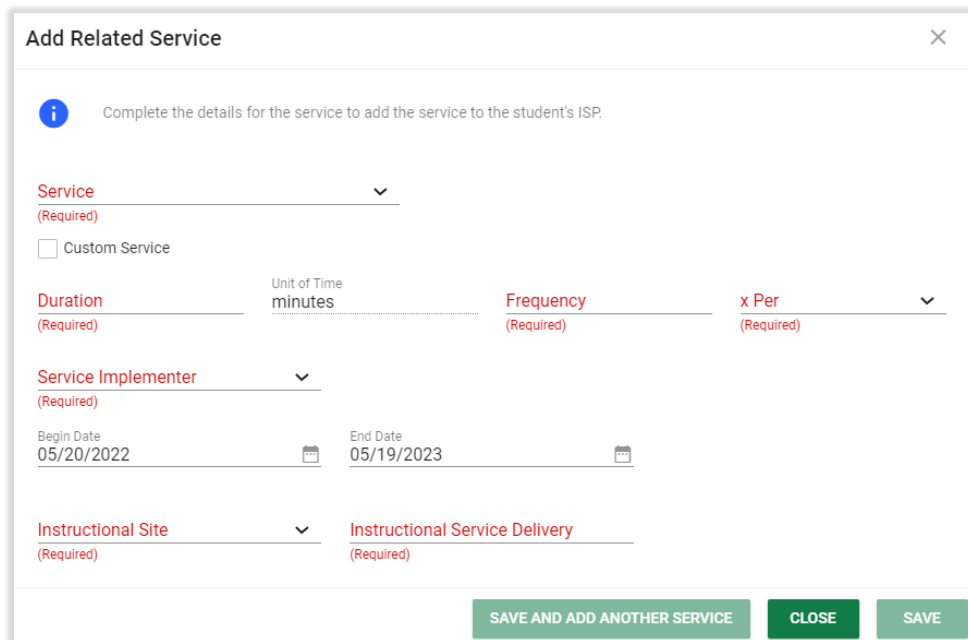 Add Related Service
Complete the details for the service to add the service to the student's ISP.
Service
(Required)
Custom Service
Duration
(Required)
Unit of Time
minutes
Frequency
(Required)
x Per
(Required)
Service Implementer
(Required)
Begin Date
05/20/2022
End Date
05/19/2023
Instructional Site
(Required)
Instructional Service Delivery
(Required)
SAVE AND ADD ANOTHER SERVICE
CLOSE
SAVE